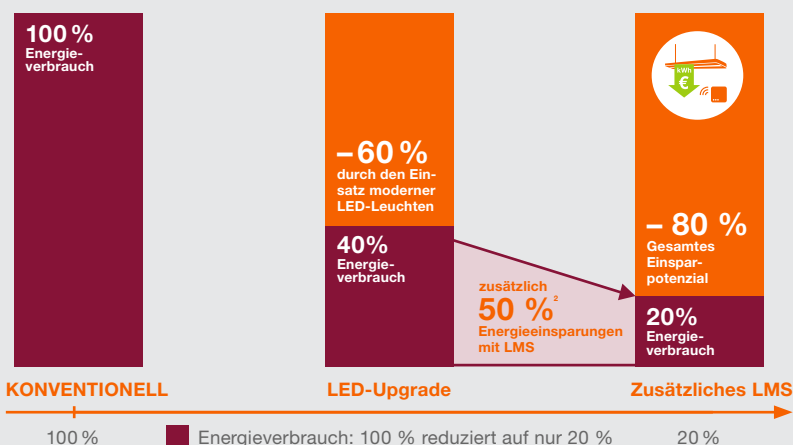 100 %
Energie-
verbrauch
– 60 %
durch den Ein-
satz moderner
LED-Leuchten
40%
Energie-
verbrauch
zusätzlich
50 %²
Energieeinsparungen
mit LMS
kWh
€
– 80 %
Gesamtes
Einspar-
potenzial
20%
Energie-
verbrauch
KONVENTIONELL
LED-Upgrade
Zusätzliches LMS
100 %
Energieverbrauch: 100 % reduziert auf nur 20 %
20 %